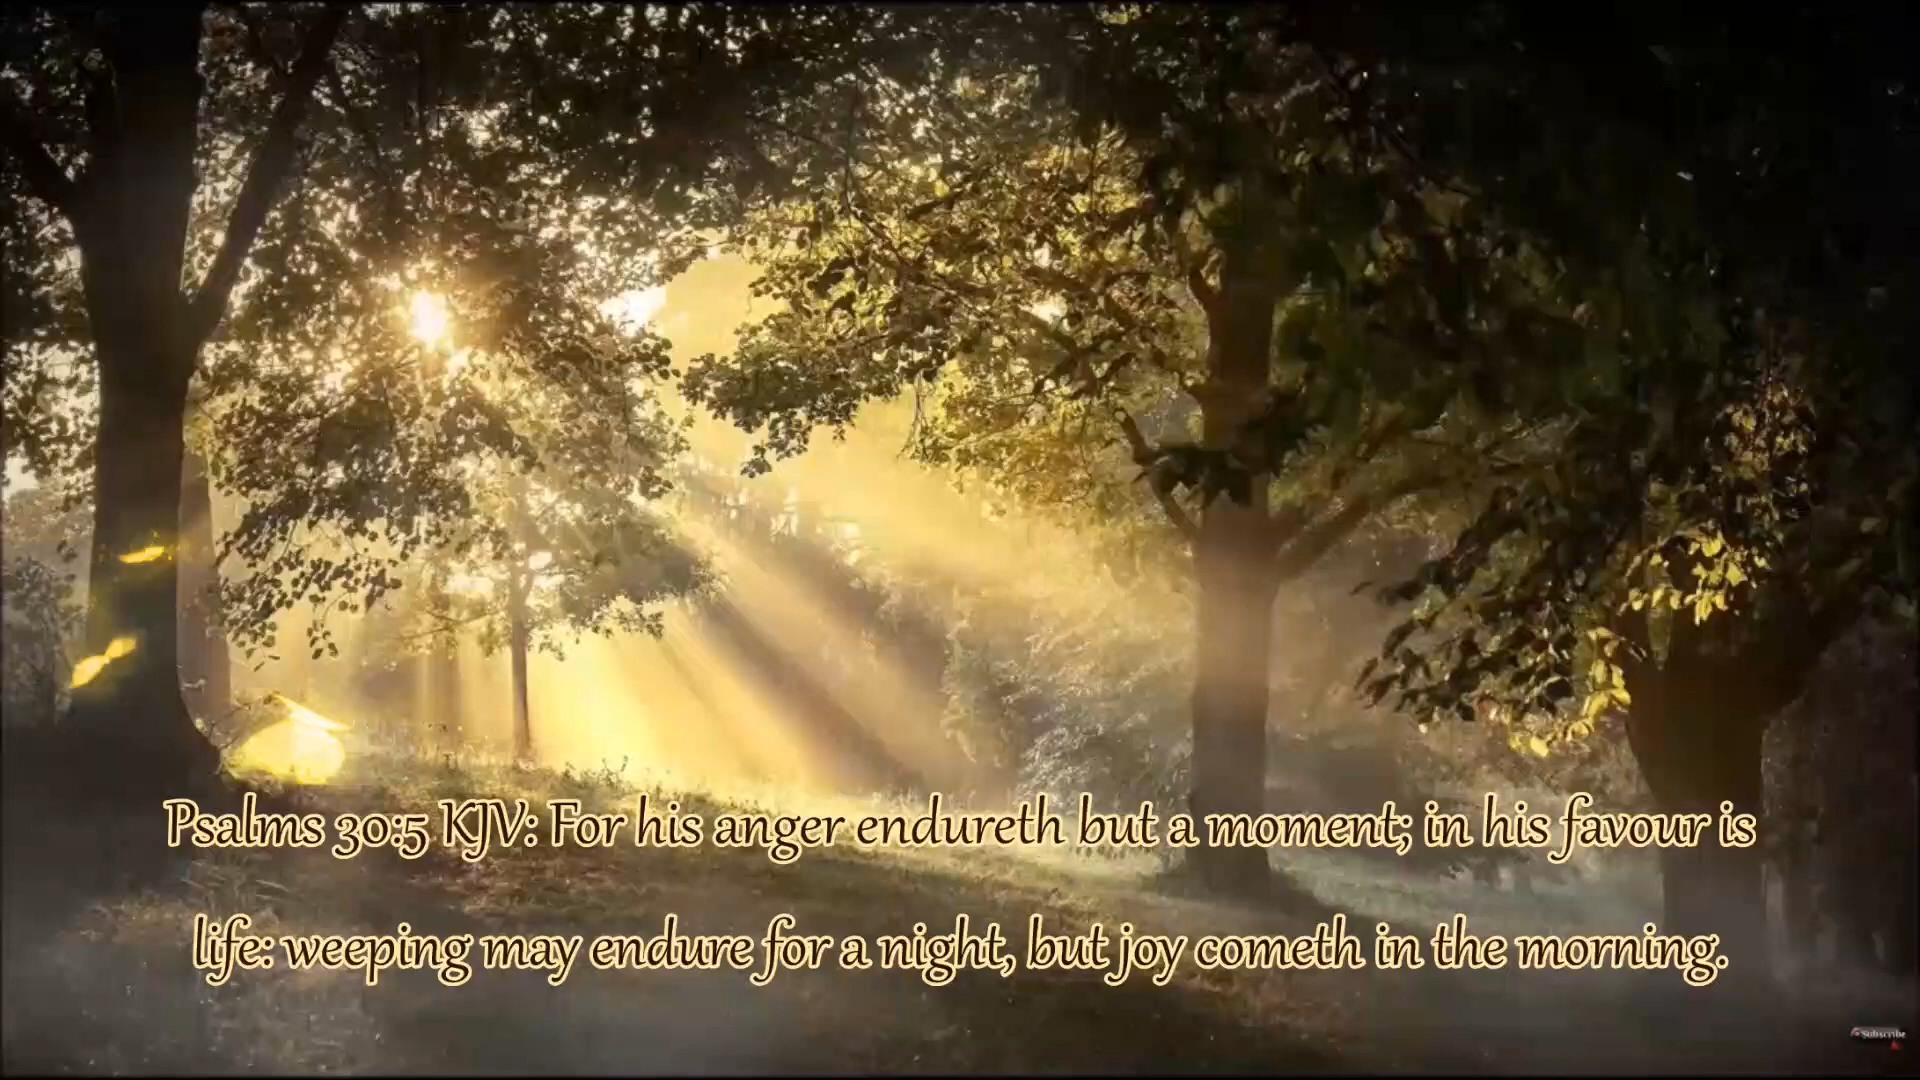 Psalms 30:5 KJV: For his anger endureth but a moment; in his favour is
life: weeping may endure for a night, but joy cometh in the morning.
Subscribe